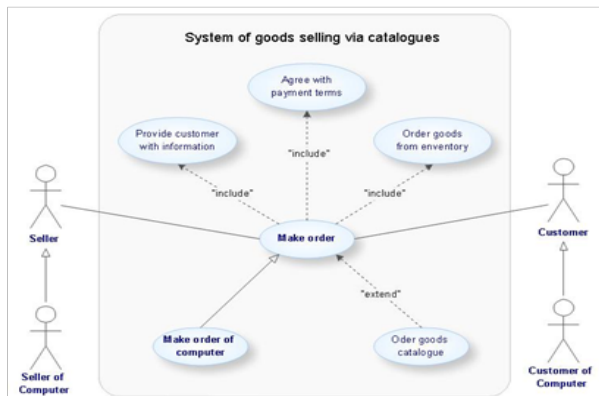 System of goods selling via catalogues
Agree with
payment terms
Provide customer
with information
Order goods
from enventory
"include"
"include"
"include"
Seller
Make order
Customer
"extend"
Make order of
computer
Oder goods
catalogue
Seller of
Computer
Customer of
Computer